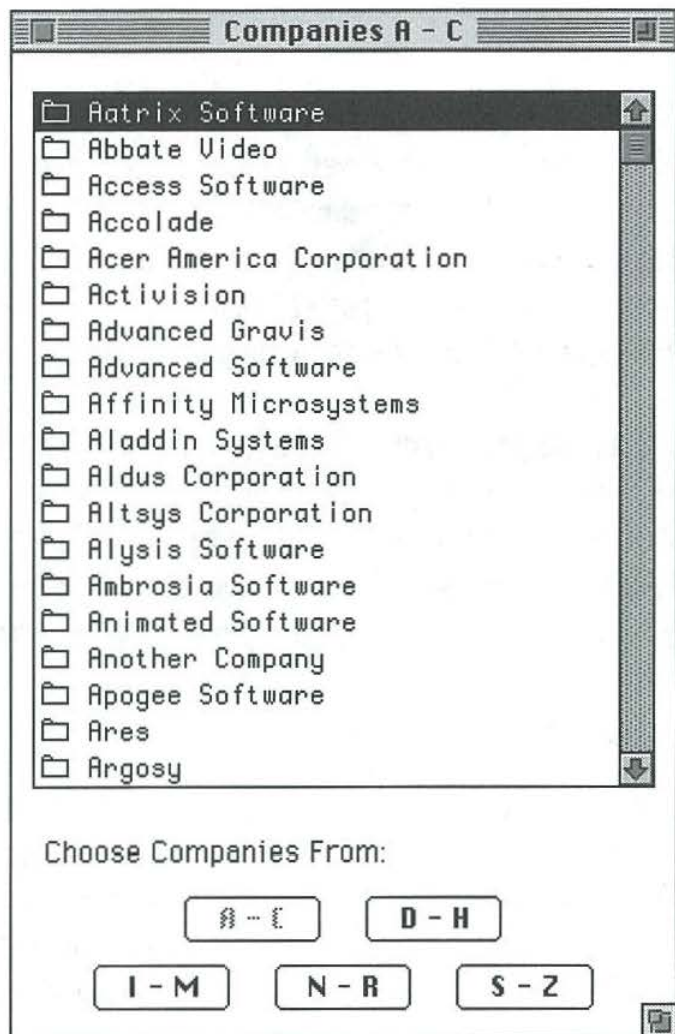 Companies A - C
Aatrix Software
Abbate Video
Access Software
Accolade
Acer America Corporation
Activision
Advanced Gravis
Advanced Software
Affinity Microsystems
Aladdin Systems
Aldus Corporation
Altsys Corporation
Alysis Software
Ambrosia Software
Animated Software
Another Company
Apogee Software
Ares
Argosy
Choose Companies From:
A - C
D - H
I - M
N - R
S - Z